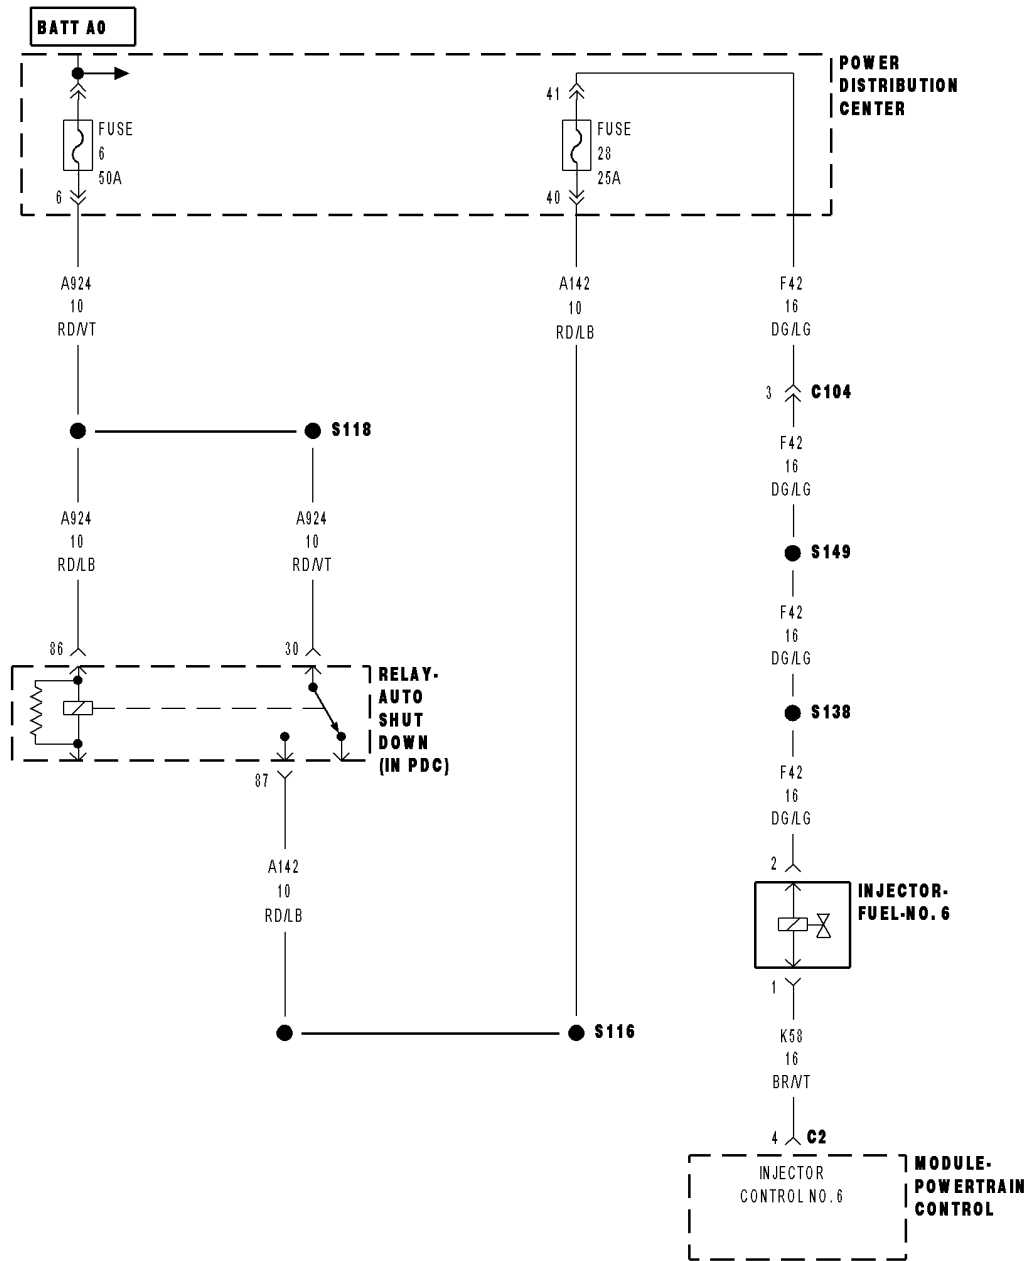 BATT A0
POWER
DISTRIBUTION
CENTER
FUSE
6
50A
6
41
FUSE
28
25A
40
A924
10
RD/VT
A142
10
RD/LB
F42
16
DG/LG
3
C104
S118
F42
16
DG/LG
A924
10
RD/LB
A924
10
RD/VT
S149
F42
16
DG/LG
86
30
RELAY-
AUTO
SHUT
DOWN
(IN PDC)
S138
87
F42
16
DG/LG
A142
10
RD/LB
2
INJECTOR-
FUEL-NO. 6
1
S116
K58
16
BR/VT
4
C2
INJECTOR
CONTROL NO. 6
MODULE-
POWERTRAIN
CONTROL